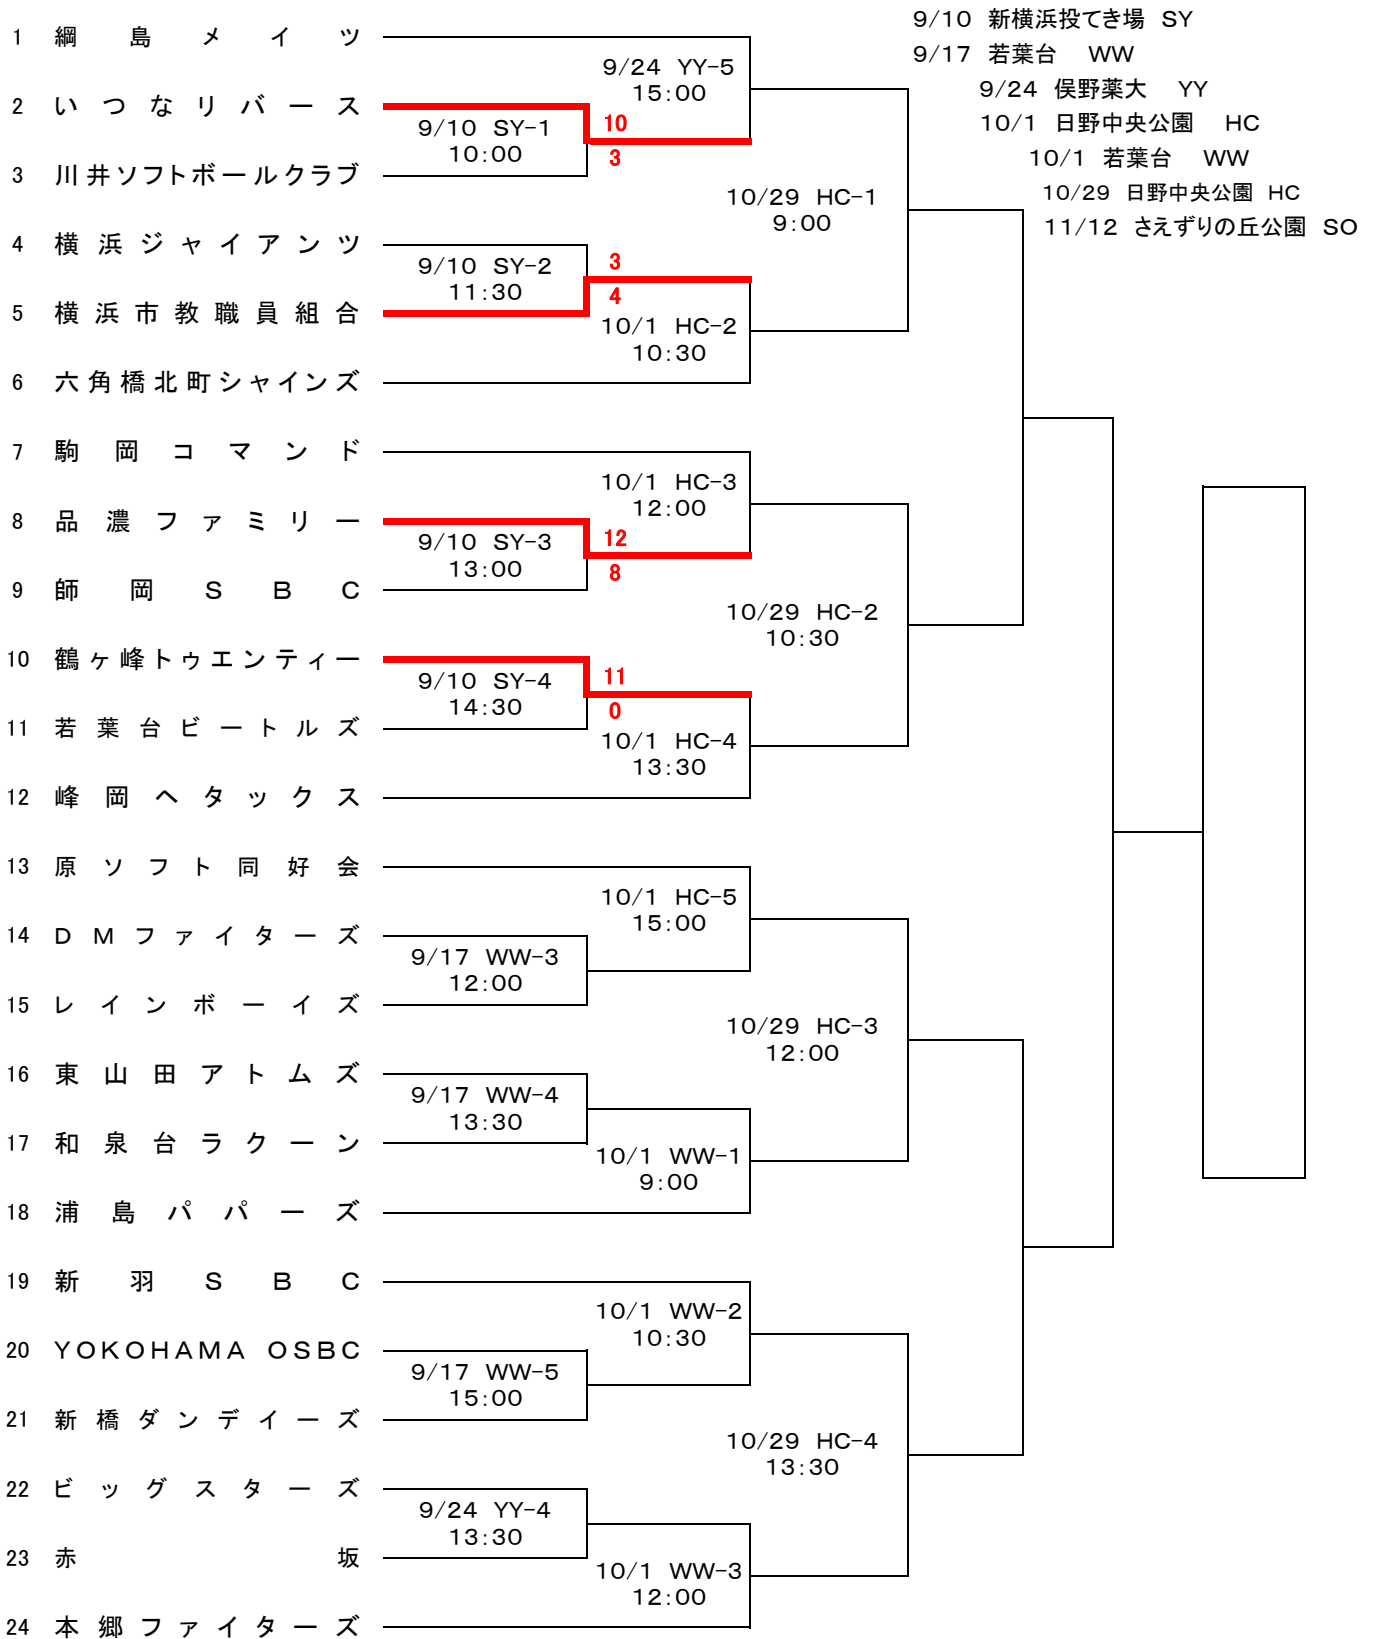 9/10 新横浜投てき場 SY
9/17 若葉台 WW
9/24 俣野薬大 YY
10/1 日野中央公園 HC
10/1 若葉台 WW
10/29 日野中央公園 HC
11/12 さえずりの丘公園 SO
1 綱島メイツ
9/24 YY-5
15:00
2 いつなリバース
9/10 SY-1
10:00
10
3
3 川井ソフトボールクラブ
10/29 HC-1
9:00
4 横浜ジャイアンツ
9/10 SY-2
11:30
3
4
5 横浜市教職員組合
10/1 HC-2
10:30
6 六角橋北町シャインズ
7 駒岡コマンド
10/1 HC-3
12:00
8 品濃ファミリー
9/10 SY-3
13:00
12
8
9 師岡SBC
10/29 HC-2
10:30
10 鶴ヶ峰トゥエンティー
9/10 SY-4
14:30
11
0
11 若葉台ビートルズ
10/1 HC-4
13:30
12 峰岡ヘタックス
13 原ソフト同好会
10/1 HC-5
15:00
14 DMファイターズ
9/17 WW-3
12:00
15 レインボーイズ
10/29 HC-3
12:00
16 東山田アトムズ
9/17 WW-4
13:30
17 和泉台ラクーン
10/1 WW-1
9:00
18 浦島パパーズ
19 新羽SBC
10/1 WW-2
10:30
20 YOKOHAMA OSBC
9/17 WW-5
15:00
21 新橋ダンデイーズ
10/29 HC-4
13:30
22 ビッグスターズ
9/24 YY-4
13:30
23 赤坂
10/1 WW-3
12:00
24 本郷ファイターズ